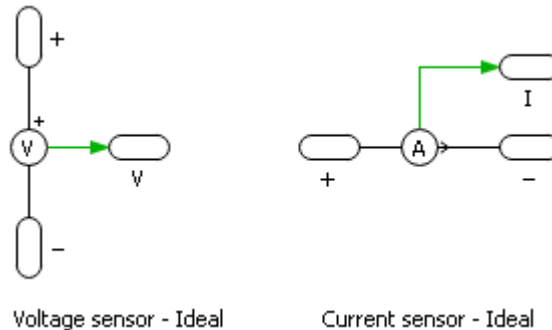 +
+
V
V
−
I
A
+
−
Voltage sensor - Ideal
Current sensor - Ideal